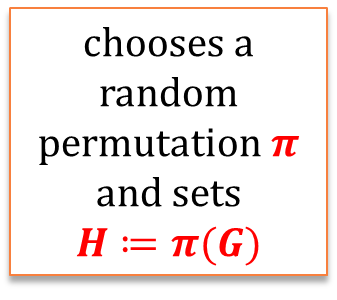 chooses a
random
permutation π
and sets
H ≔ π(G)